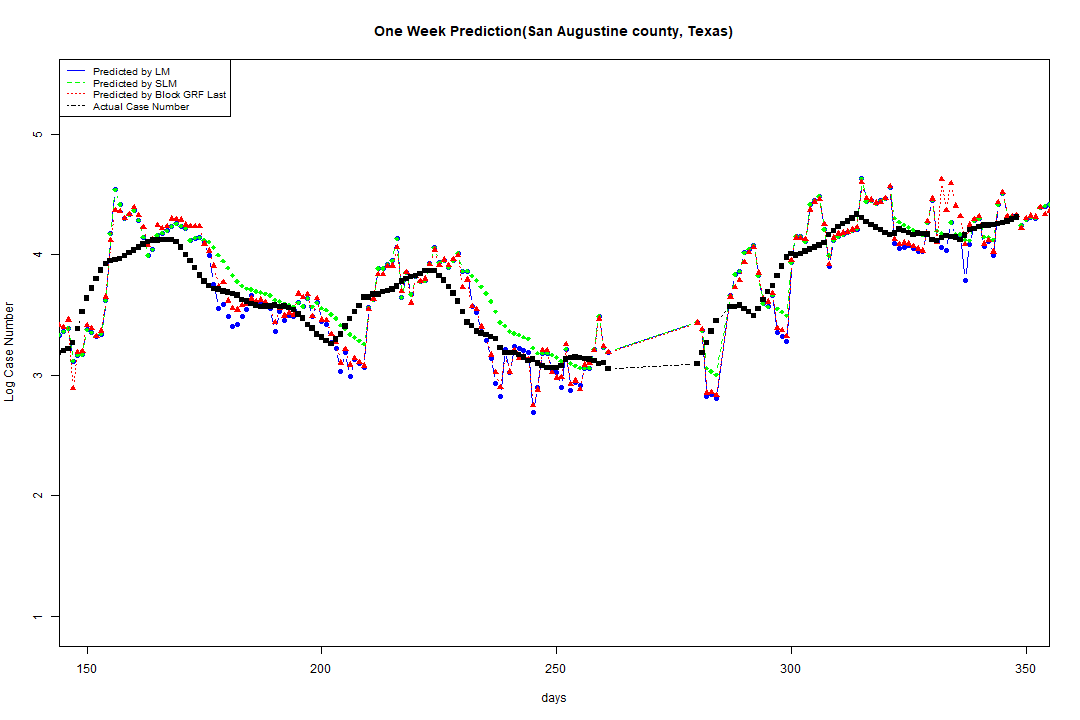 One Week Prediction(San Augustine county, Texas)
Predicted by LM
Predicted by SLM
Predicted by Block GRF Last
Actual Case Number
5
4
3
2
1
Log Case Number
150 200 250 300 350
days